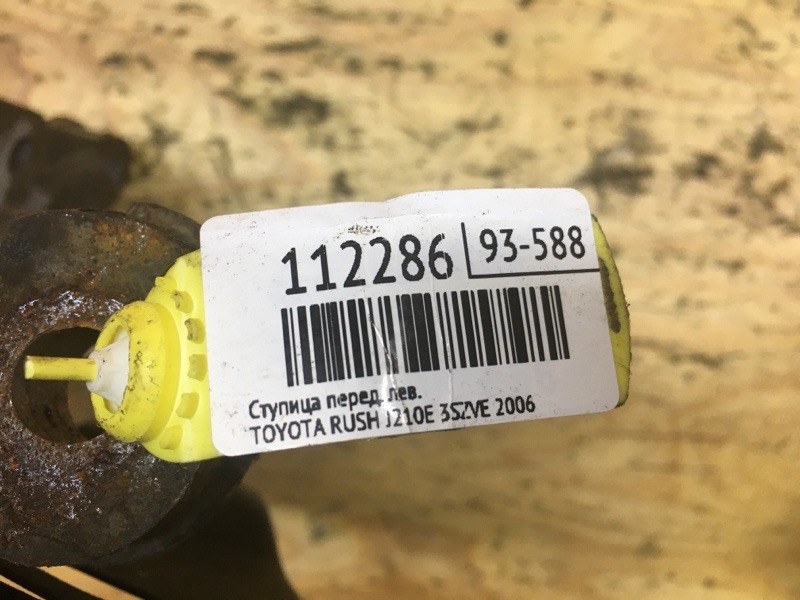 112286 93-588
Ступица перед. лев.
TOYOTA RUSH J210E 3SZVE 2006